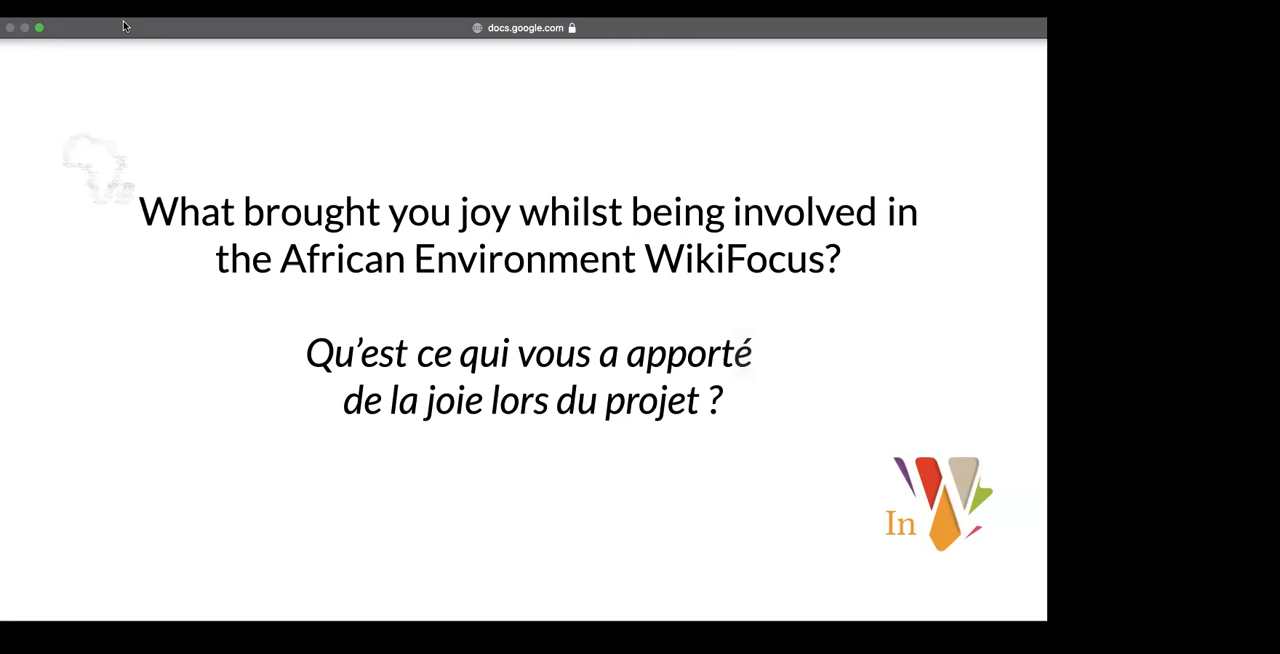 docs.google.com
What brought you joy whilst being involved in
the African Environment WikiFocus?
Qu’est ce qui vous a apporté
de la joie lors du projet ?
In